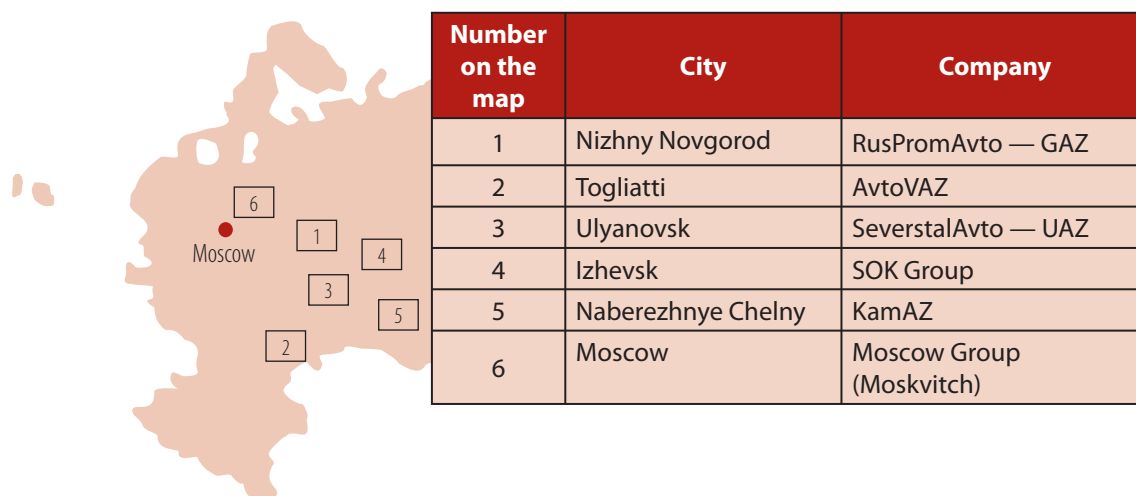 6
Moscow
1
4
3
5
2
Number
on the
map
City
Company
1 Nizhny Novgorod RusPromAvto — GAZ
2 Togliatti AvtoVAZ
3 Ulyanovsk SeverstalAvto — UAZ
4 Izhevsk SOK Group
5 Naberezhnye Chelny KamAZ
6 Moscow Moscow Group
(Moskvitch)